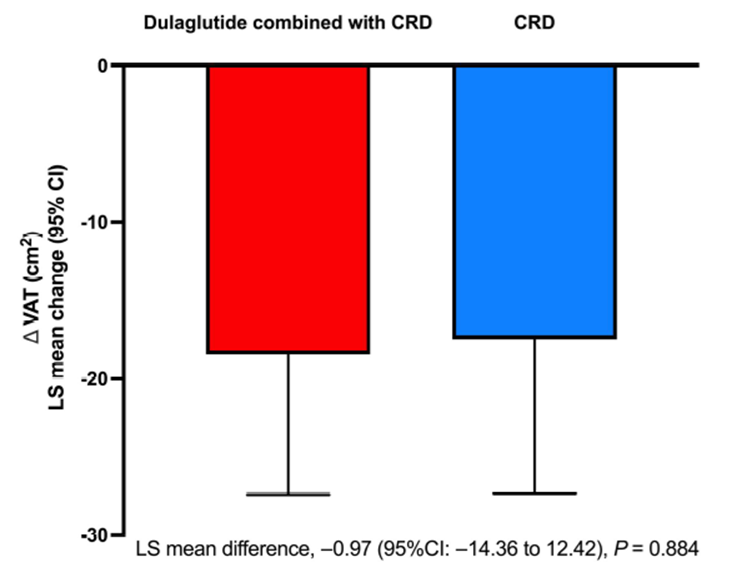 Dulaglutide combined with CRD
CRD
0
-10
-20
-30
Δ VAT (cm²)
LS mean change (95% CI)
LS mean difference, –0.97 (95%CI: –14.36 to 12.42), P = 0.884